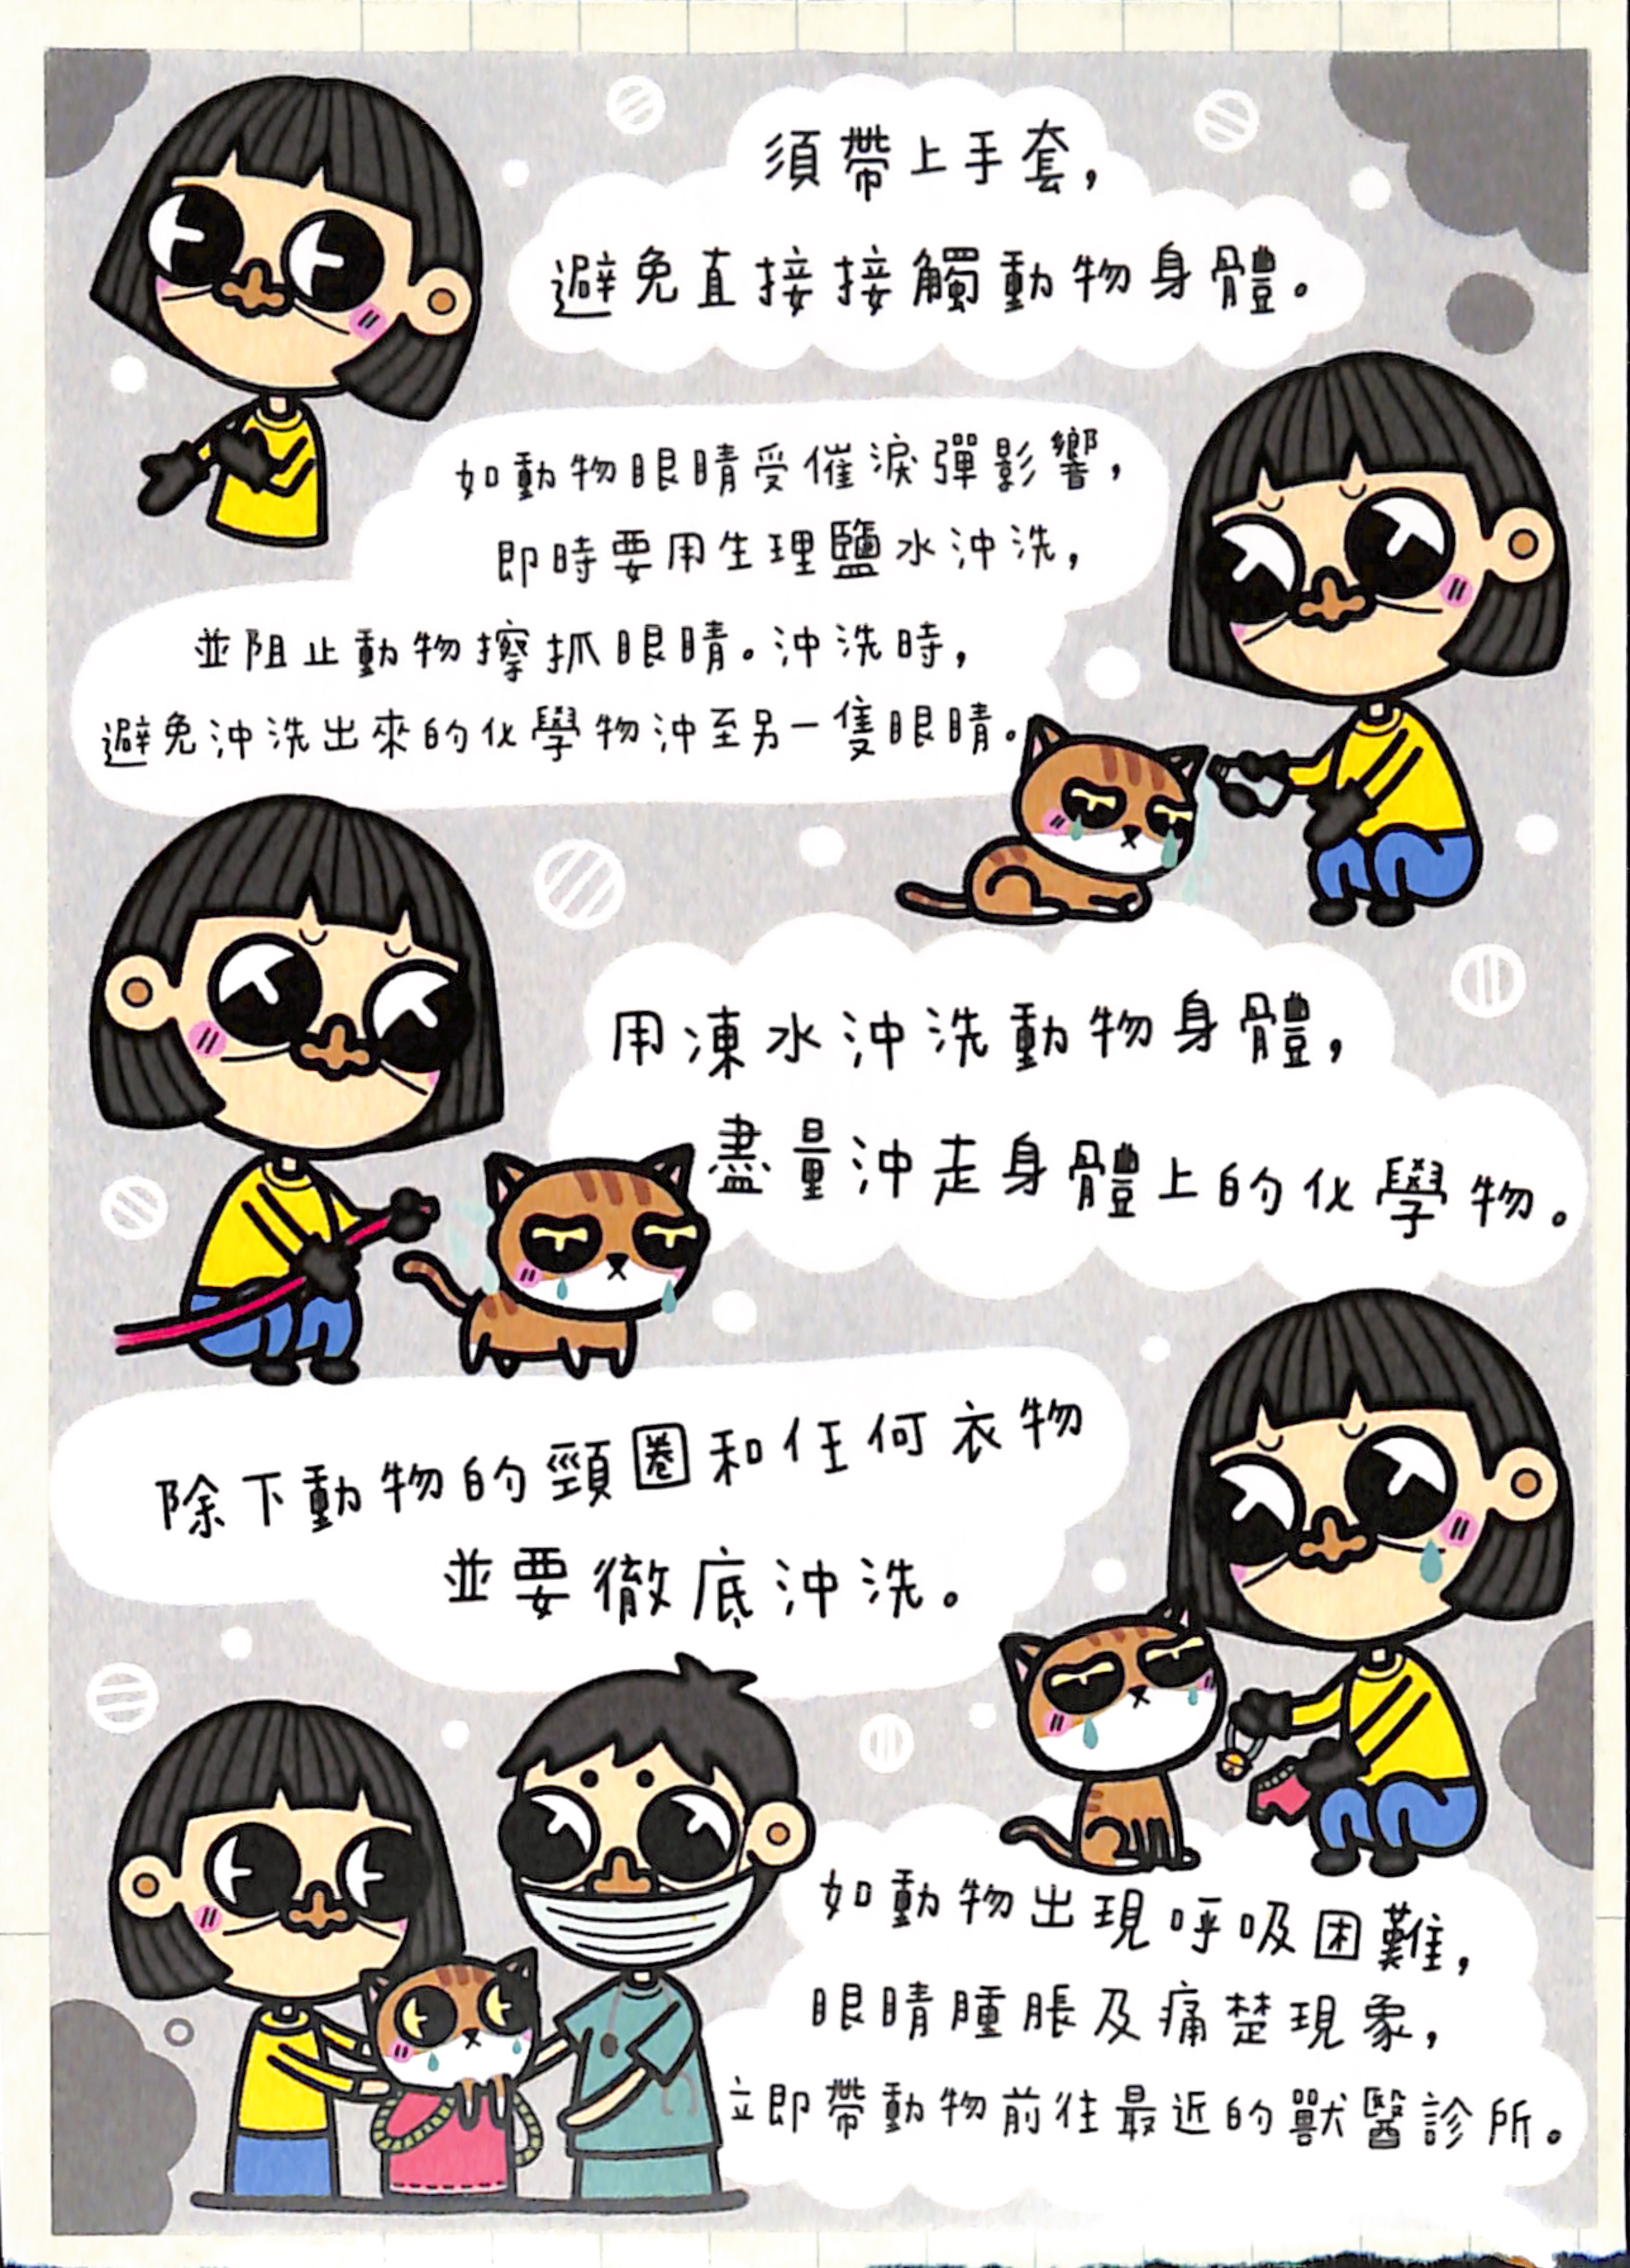 須帶上手套，
避免直接接觸動物身體。
如動物眼睛受催淚彈影響，
即時要用生理鹽水沖洗，
並阻止動物擦抓眼睛。沖洗時，
避免沖洗出來的化學物沖至另一隻眼睛。
用凍水沖洗動物身體，
盡量沖走身體上的化學物。
除下動物的頸圈和任何衣物
並要徹底沖洗。
如動物出現呼吸困難，
眼睛腫脹及痛楚現象，
立即帶動物前往最近的獸醫診所。